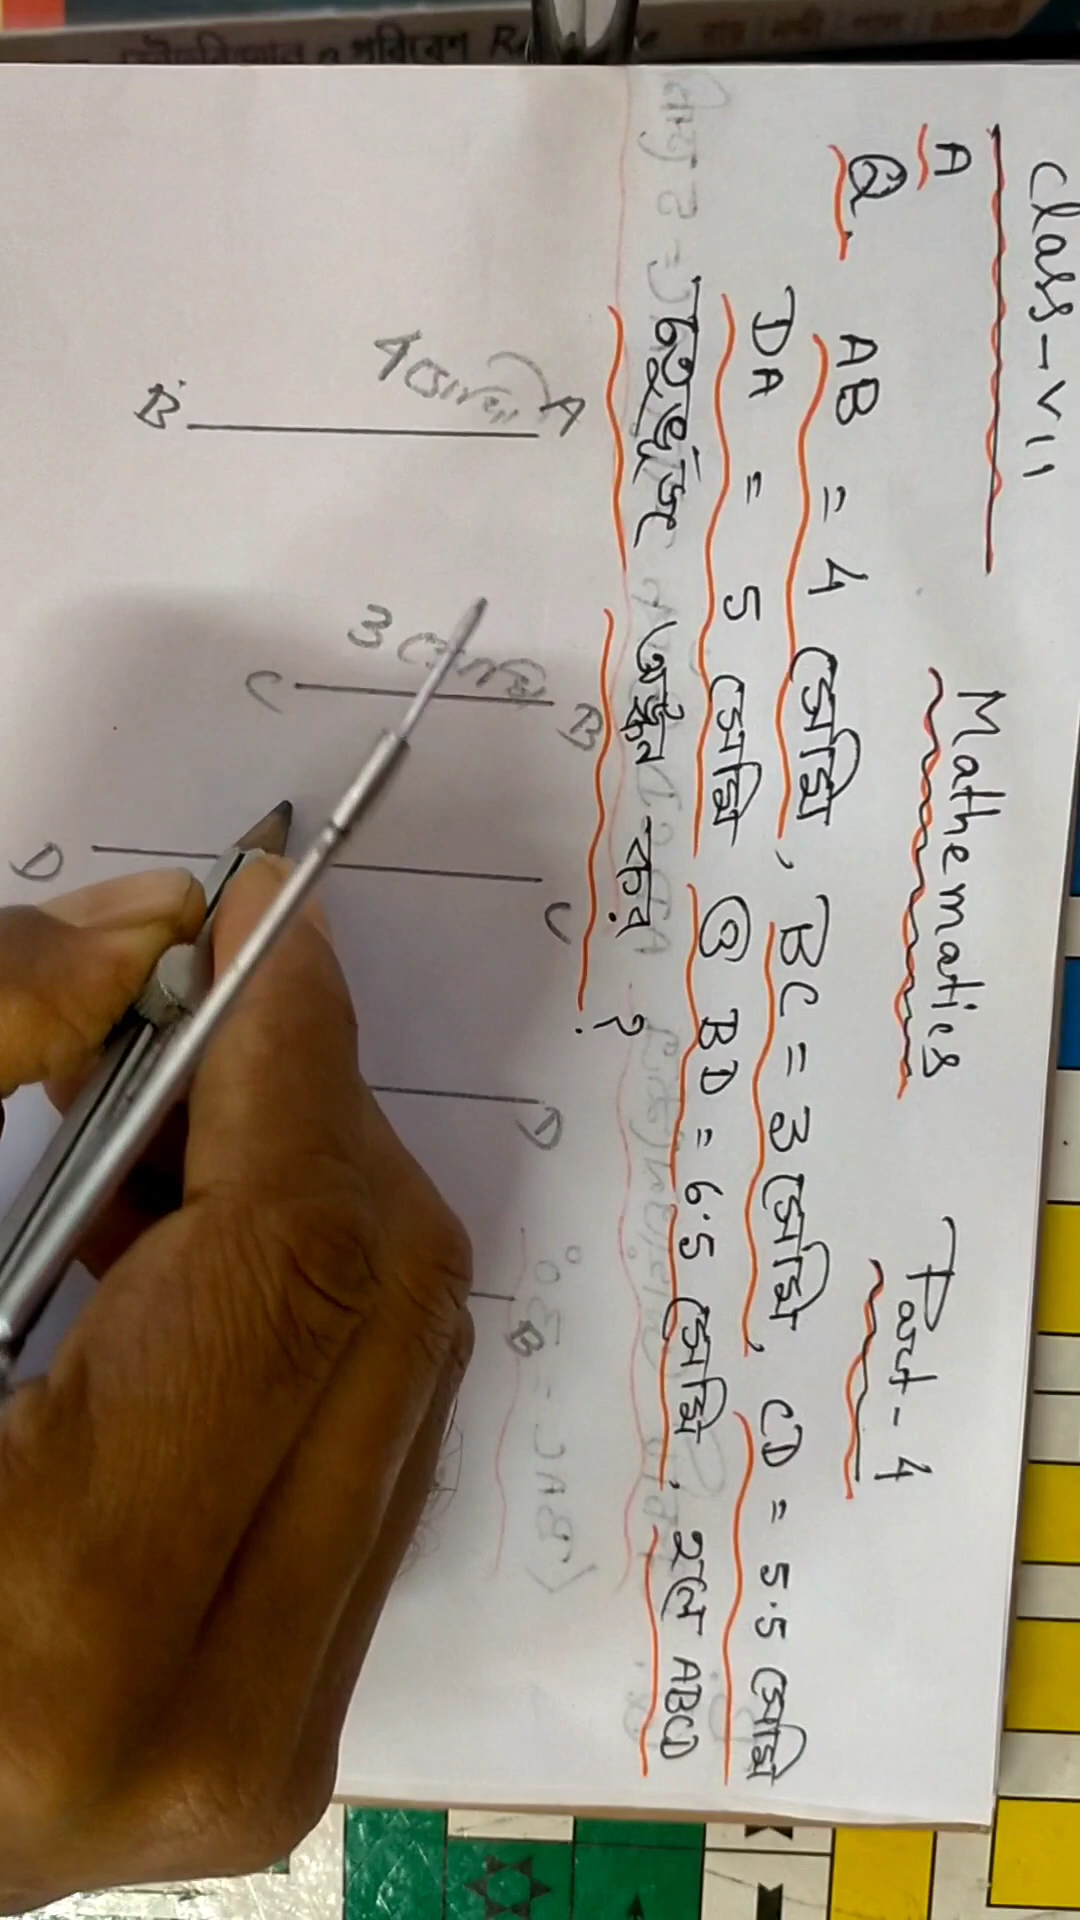 পরিবেশ
Class-VII Mathematics Part-4
A
Q. AB = 4 সেমি, BC = 3 সেমি, CD = 5.5 সেমি
DA = 5 সেমি ও BD = 6.5 সেমি, হলে ABCD
চতুর্ভুজ অঙ্কন কর ?
A 4 সেমি B
B 3 সেমি C
C D
D
B